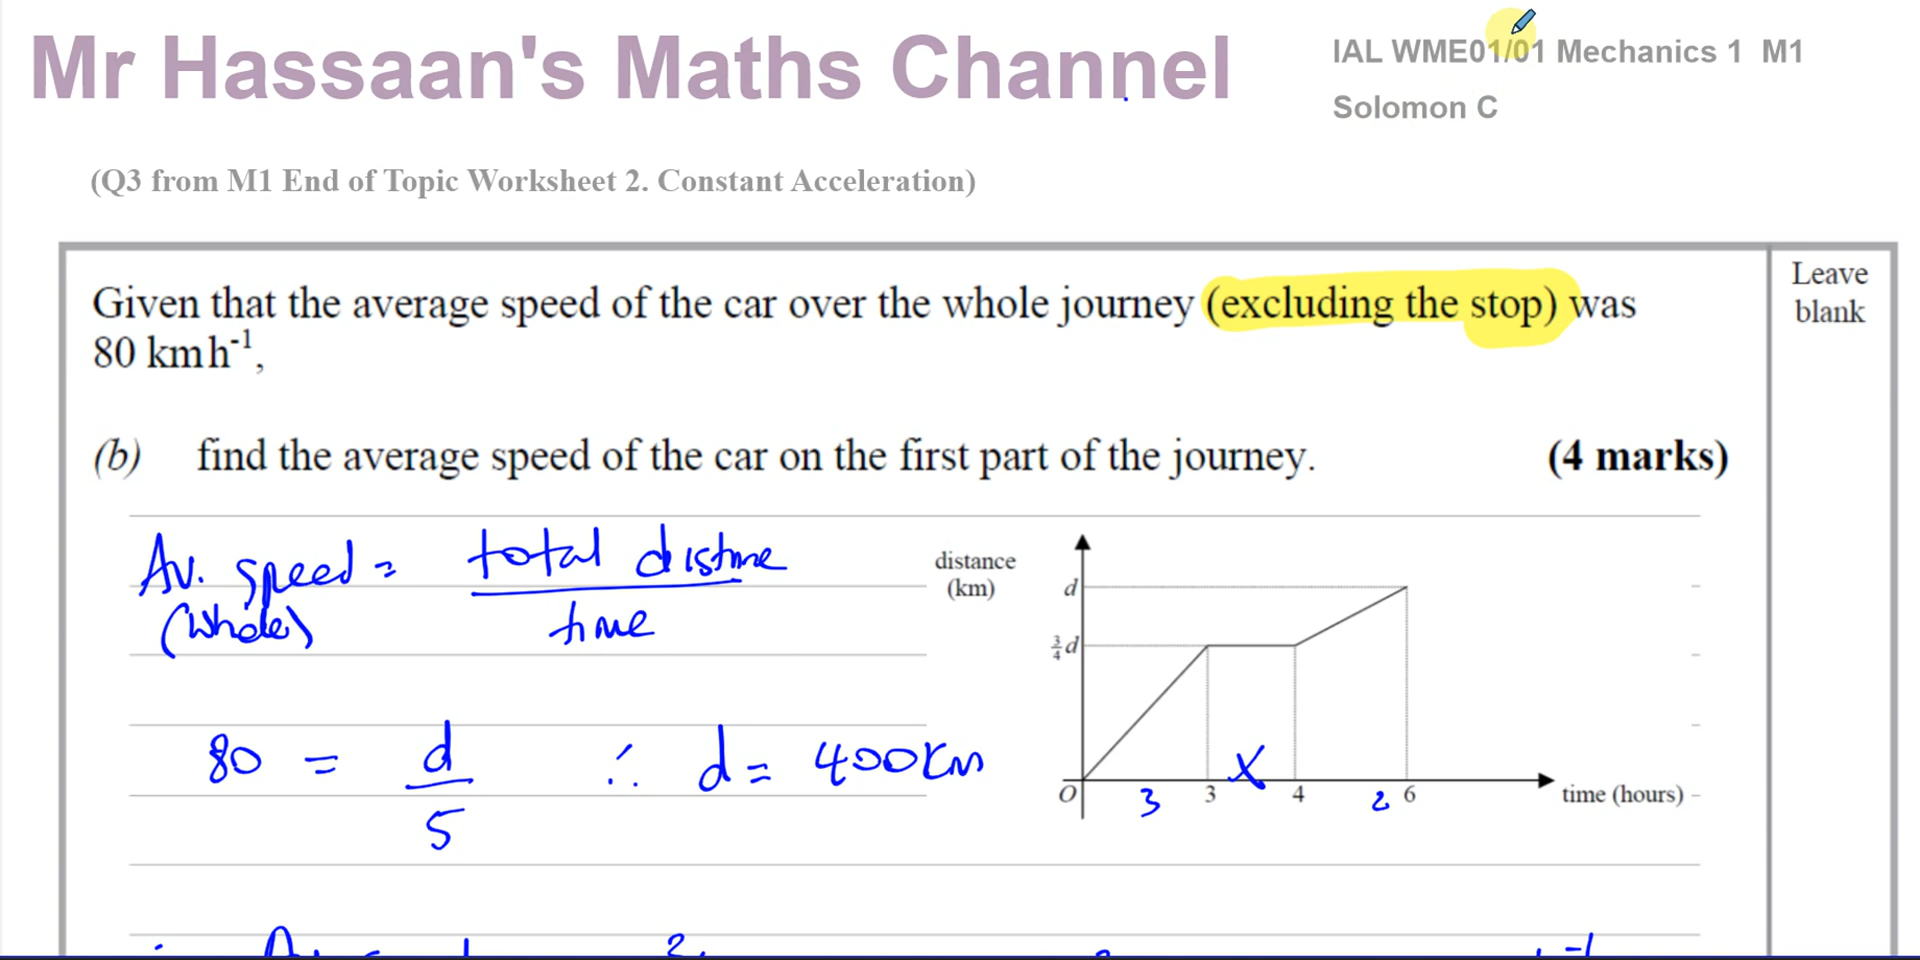 Mr Hassaan's Maths Channel
IAL WME01/01 Mechanics 1 M1
Solomon C
(Q3 from M1 End of Topic Worksheet 2. Constant Acceleration)
Leave
blank
Given that the average speed of the car over the whole journey (excluding the stop) was
80 km h⁻¹,
(b) find the average speed of the car on the first part of the journey. (4 marks)
Av. speed = total distance
time
(whole)
80 = d
5
∴ d = 400km
distance
(km)
d
3/4 d
O 3 3 X 4 2 6 time (hours)